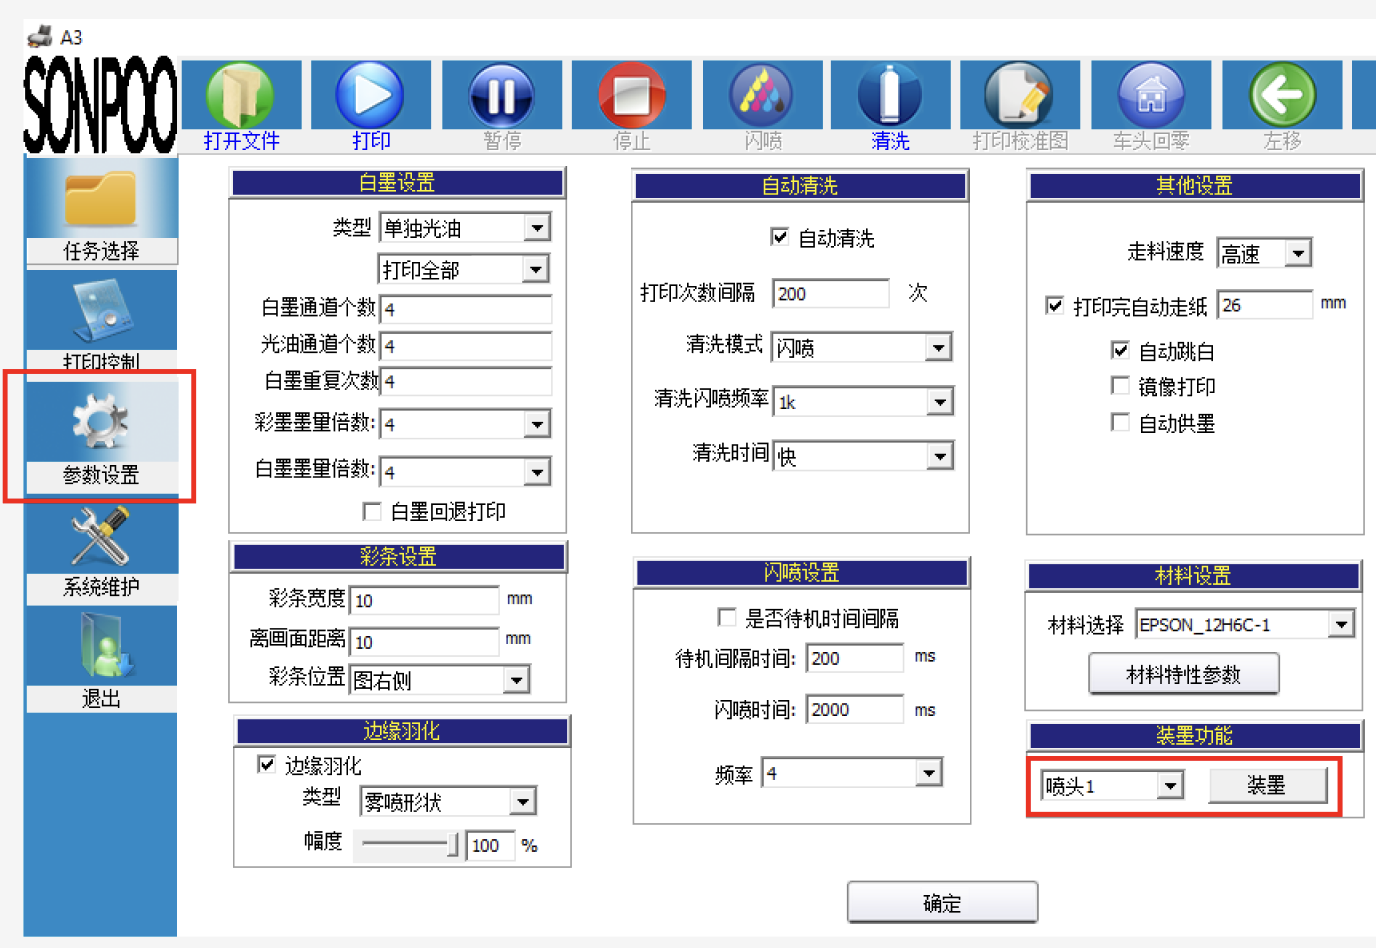 A3
SONPOO
打开文件
打印
暂停
停止
闪喷
清洗
打印校准图
车头回零
左移
任务选择
打印控制
参数设置
系统维护
退出
白墨设置
类型 单独光油
打印全部
白墨通道个数 4
光油通道个数 4
白墨重复次数 4
彩墨墨量倍数: 4
白墨墨量倍数: 4
白墨回退打印
彩条设置
彩条宽度 10 mm
离画面距离 10 mm
彩条位置 图右侧
边缘羽化
边缘羽化
类型 雾喷形状
幅度 100 %
自动清洗
自动清洗
打印次数间隔 200 次
清洗模式 闪喷
清洗闪喷频率 1k
清洗时间 快
闪喷设置
是否待机时间间隔
待机间隔时间: 200 ms
闪喷时间: 2000 ms
频率 4
其他设置
走料速度 高速
打印完自动走纸 26 mm
自动跳白
镜像打印
自动供墨
材料设置
材料选择 EPSON_12H6C-1
材料特性参数
装墨功能
喷头1 装墨
确定